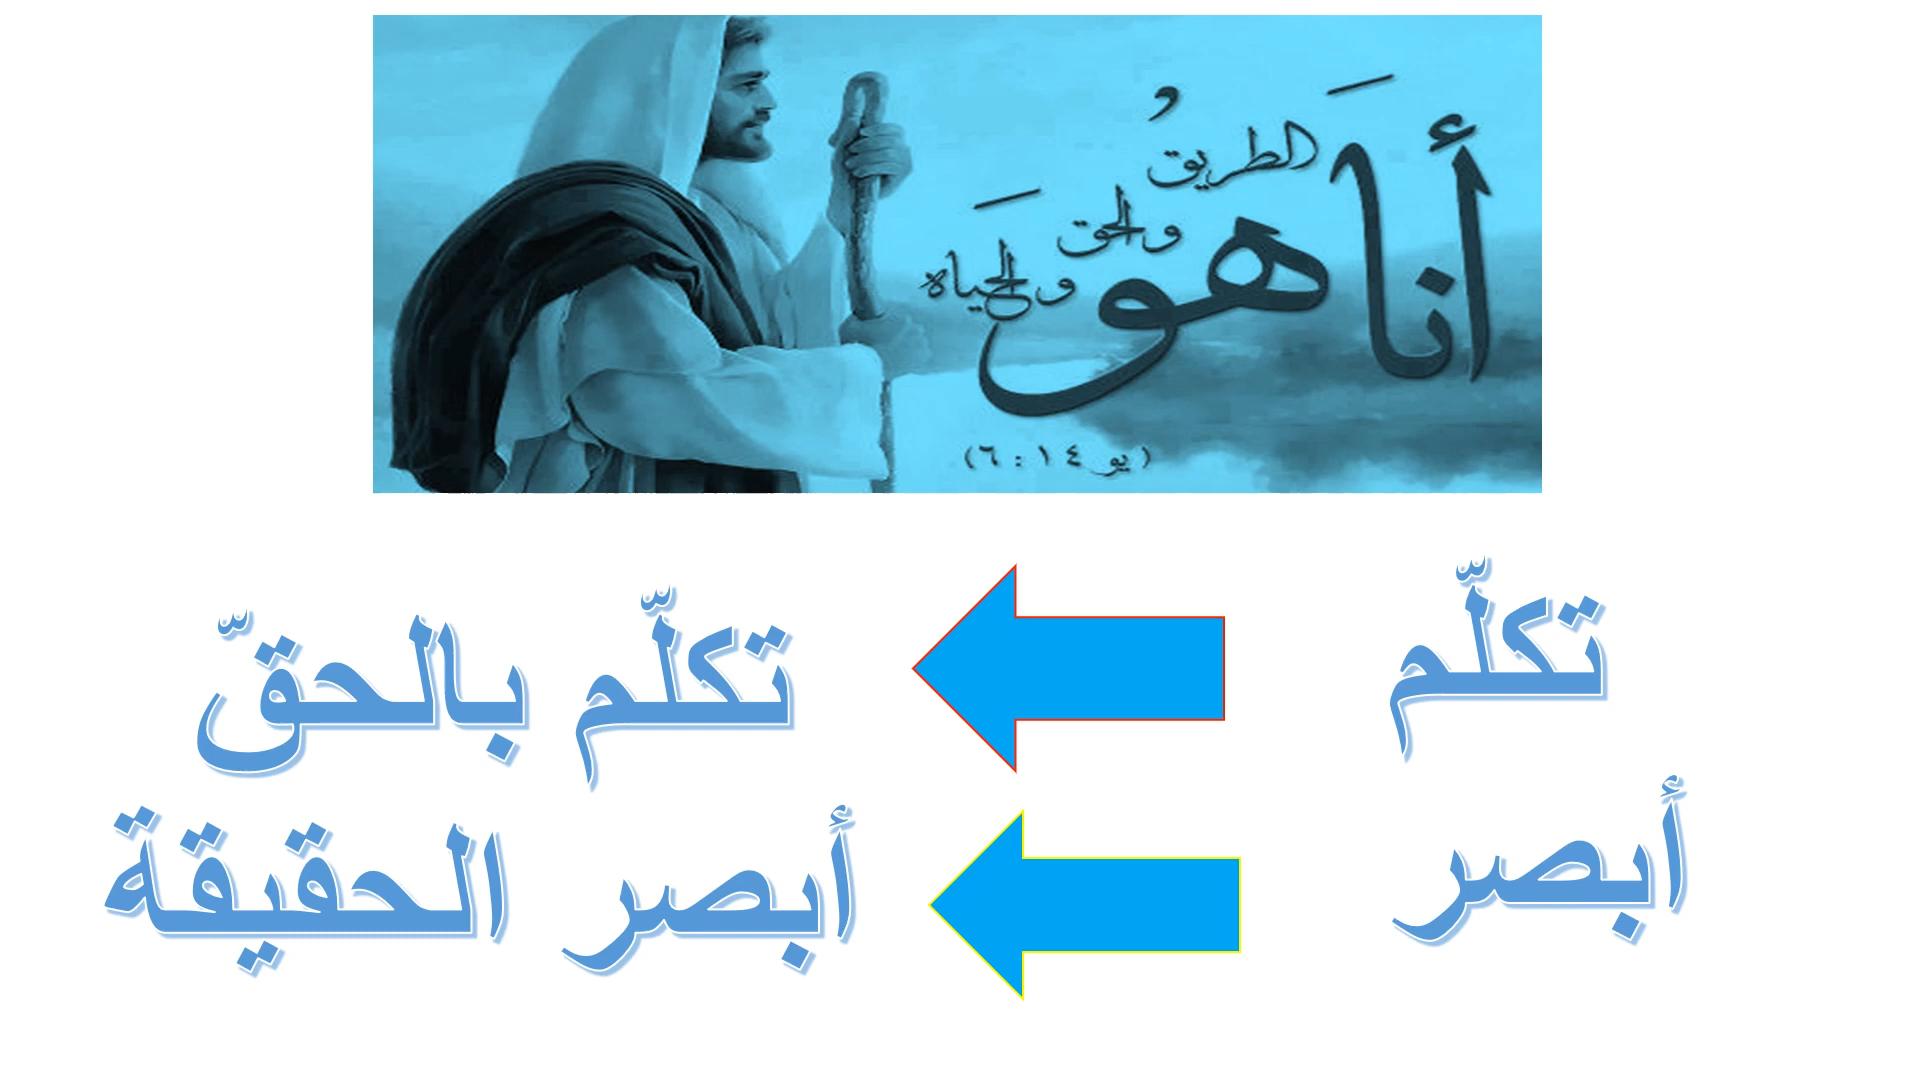 أنا هو
الطريق
والحق
والحياة
(يو ١٤ : ٦)
تكلّم
تكلّم بالحقّ
أبصر
أبصر الحقيقة